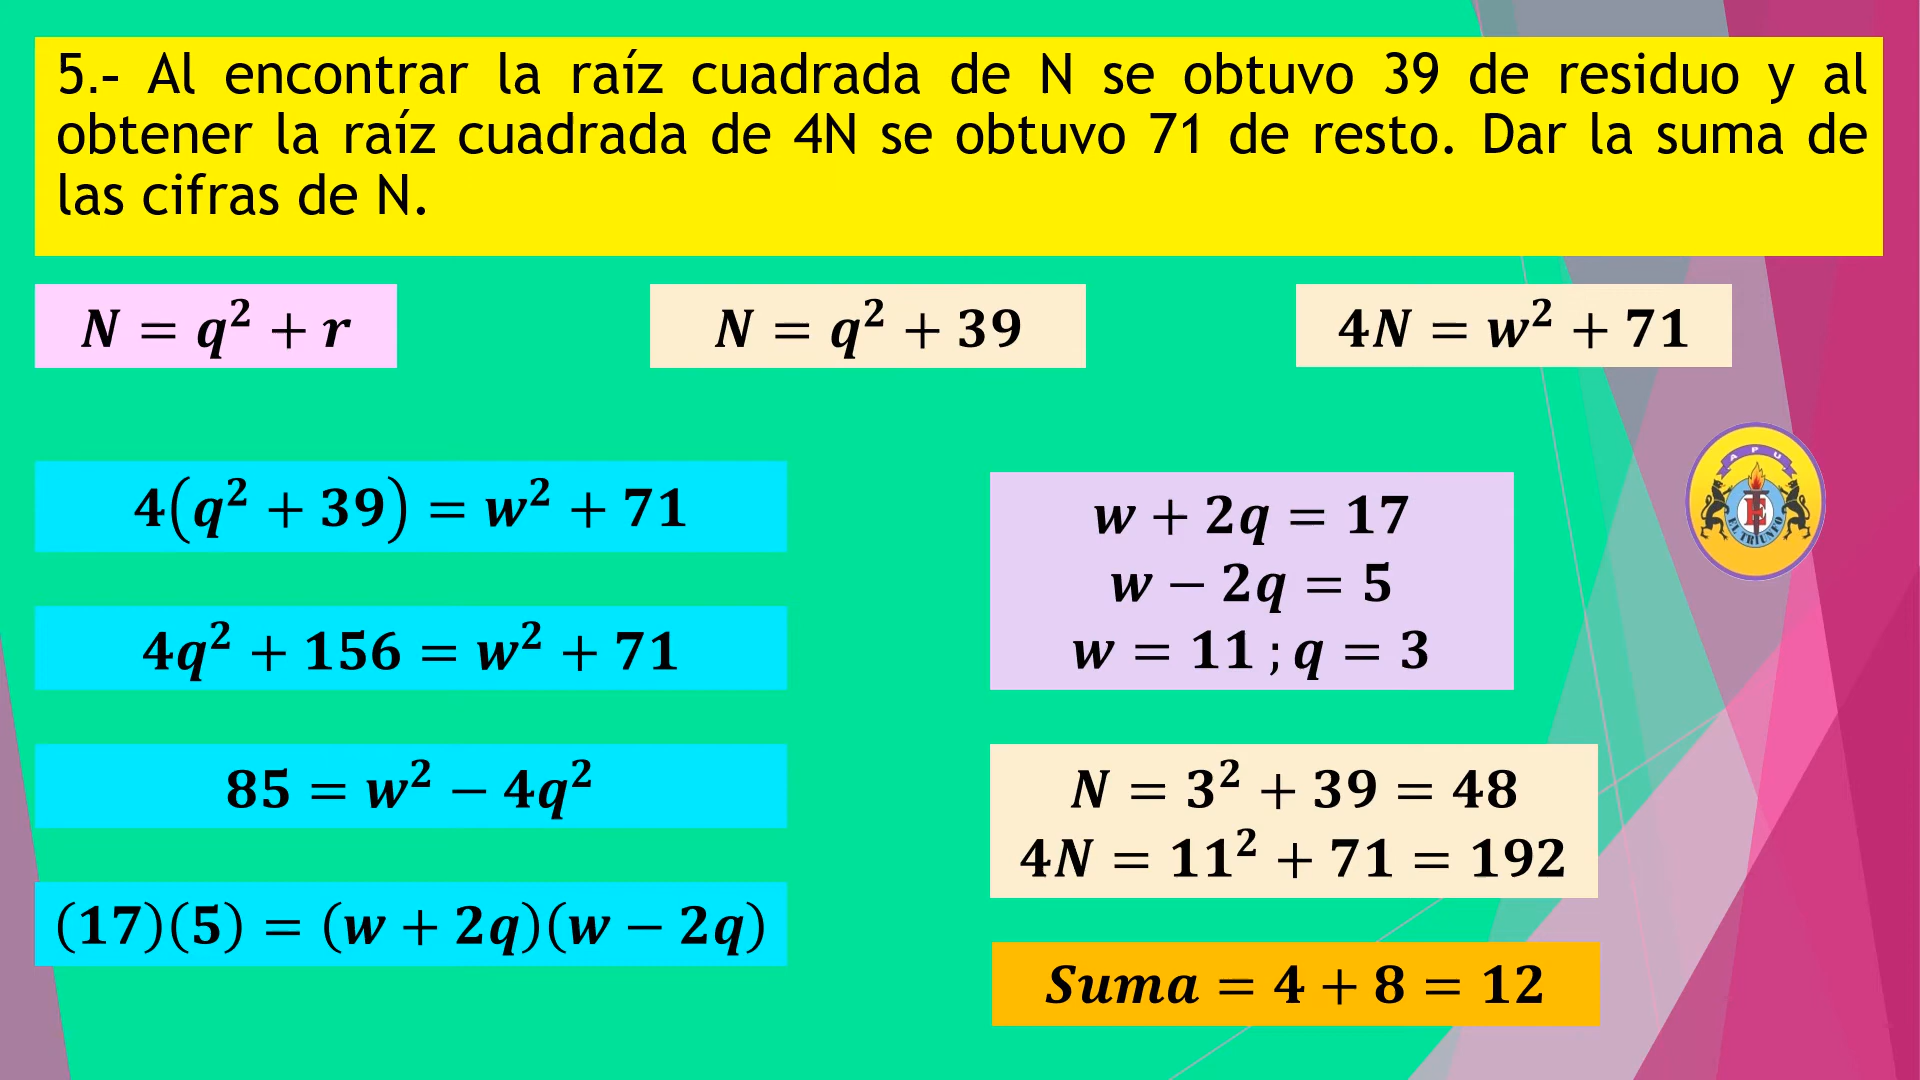 5.- Al encontrar la raíz cuadrada de N se obtuvo 39 de residuo y al
obtener la raíz cuadrada de 4N se obtuvo 71 de resto. Dar la suma de
las cifras de N.
N = q² + r
N = q² + 39
4N = w² + 71
4(q² + 39) = w² + 71
4q² + 156 = w² + 71
85 = w² − 4q²
(17)(5) = (w + 2q)(w − 2q)
w + 2q = 17
w − 2q = 5
w = 11 ; q = 3
N = 3² + 39 = 48
4N = 11² + 71 = 192
Suma = 4 + 8 = 12
A P U
E
EL TRIUNFO